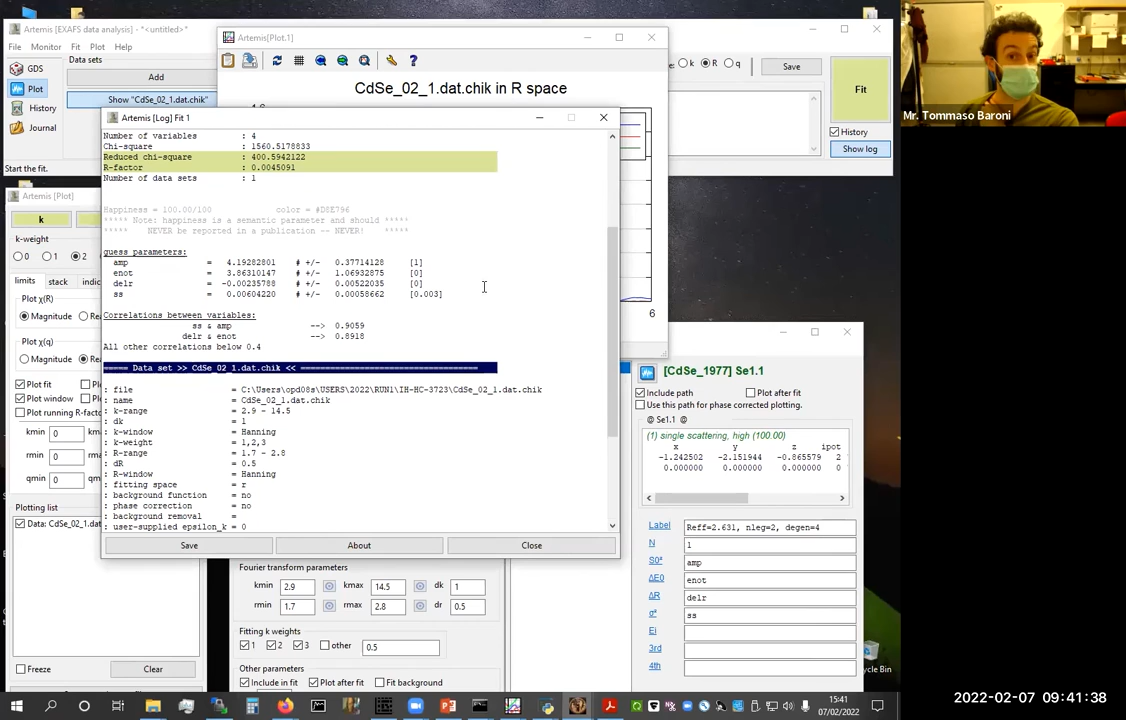 Artemis [EXAFS data analysis] - *<untitled>
File Monitor Fit Plot Help
GDS
Plot
History
Journal
Data sets
Add
Show "CdSe_02_1.dat.chik"
Start the fit.
Artemis[Plot.1]
CdSe_02_1.dat.chik in R space
6
k R q
Save
Fit
History
Show log
Mr. Tommaso Baroni
Artemis [Log] Fit 1
Number of variables : 4
Chi-square : 1560.5178833
Reduced chi-square : 400.5942122
R-factor : 0.0045091
Number of data sets : 1
Happiness = 100.00/100 color = #D8E796
***** Note: happiness is a semantic parameter and should *****
***** NEVER be reported in a publication -- NEVER! *****
guess parameters:
amp = 4.19282801 # +/- 0.37714128 [1]
enot = 3.86310147 # +/- 1.06932875 [0]
delr = -0.00235788 # +/- 0.00522035 [0]
ss = 0.00604220 # +/- 0.00058662 [0.003]
Correlations between variables:
ss & amp --> 0.9059
delr & enot --> 0.8918
All other correlations below 0.4
===== Data set >> CdSe_02_1.dat.chik << ====================================
: file = C:\Users\opd08s\USERS\2022\RUN1\IH-HC-3723\CdSe_02_1.dat.chik
: name = CdSe_02_1.dat.chik
: k-range = 2.9 - 14.5
: dk = 1
: k-window = Hanning
: k-weight = 1,2,3
: R-range = 1.7 - 2.8
: dR = 0.5
: R-window = Hanning
: fitting space = r
: background function = no
: phase correction = no
: background removal =
: user-supplied epsilon_k = 0
Save About Close
Artemis [Plot]
k
k-weight
0 1 2
limits stack
Plot χ(R)
Magnitude
Plot χ(q)
Magnitude
Plot fit
Plot window
Plot running R-factor
kmin 0
rmin 0
qmin 0
Plotting list
Freeze Clear
Fourier transform parameters
kmin 2.9 kmax 14.5 dk 1
rmin 1.7 rmax 2.8 dr 0.5
Fitting k weights
1 2 3 other 0.5
Other parameters
Include in fit Plot after fit Fit background
[CdSe_1977] Se1.1
Include path Plot after fit
Use this path for phase corrected plotting.
@ Se1.1 @
(1) single scattering, high (100.00)
x y z ipot
-1.242502 -2.151944 -0.865579 2
0.000000 0.000000 0.000000 0
Label Reff=2.631, nleg=2, degen=4
N 1
S0² amp
ΔE0 enot
ΔR delr
σ² ss
Ei
3rd
4th
15:41
07/02/2022
2022-02-07 09:41:38